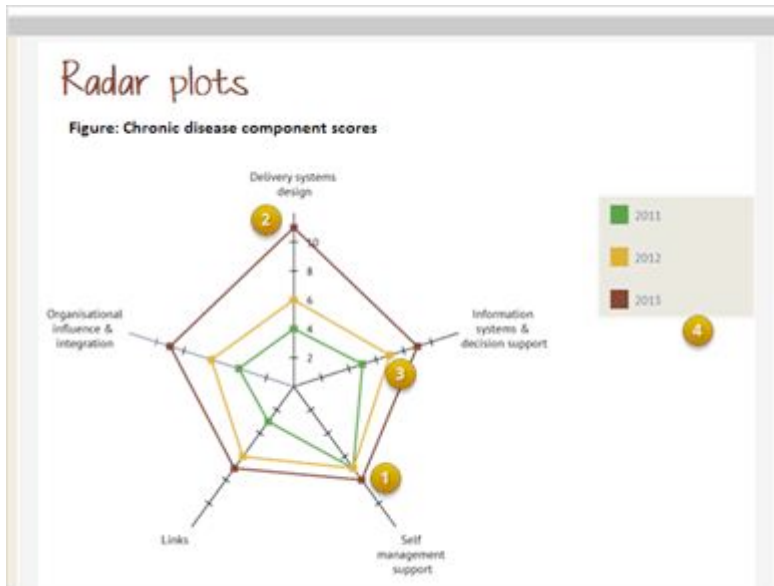 Radar plots
Figure: Chronic disease component scores
Delivery systems
design
2
10
8
6
4
2
2011
2012
2013
4
Organisational
influence &
integration
Information
systems &
decision support
3
1
Links
Self
management
support